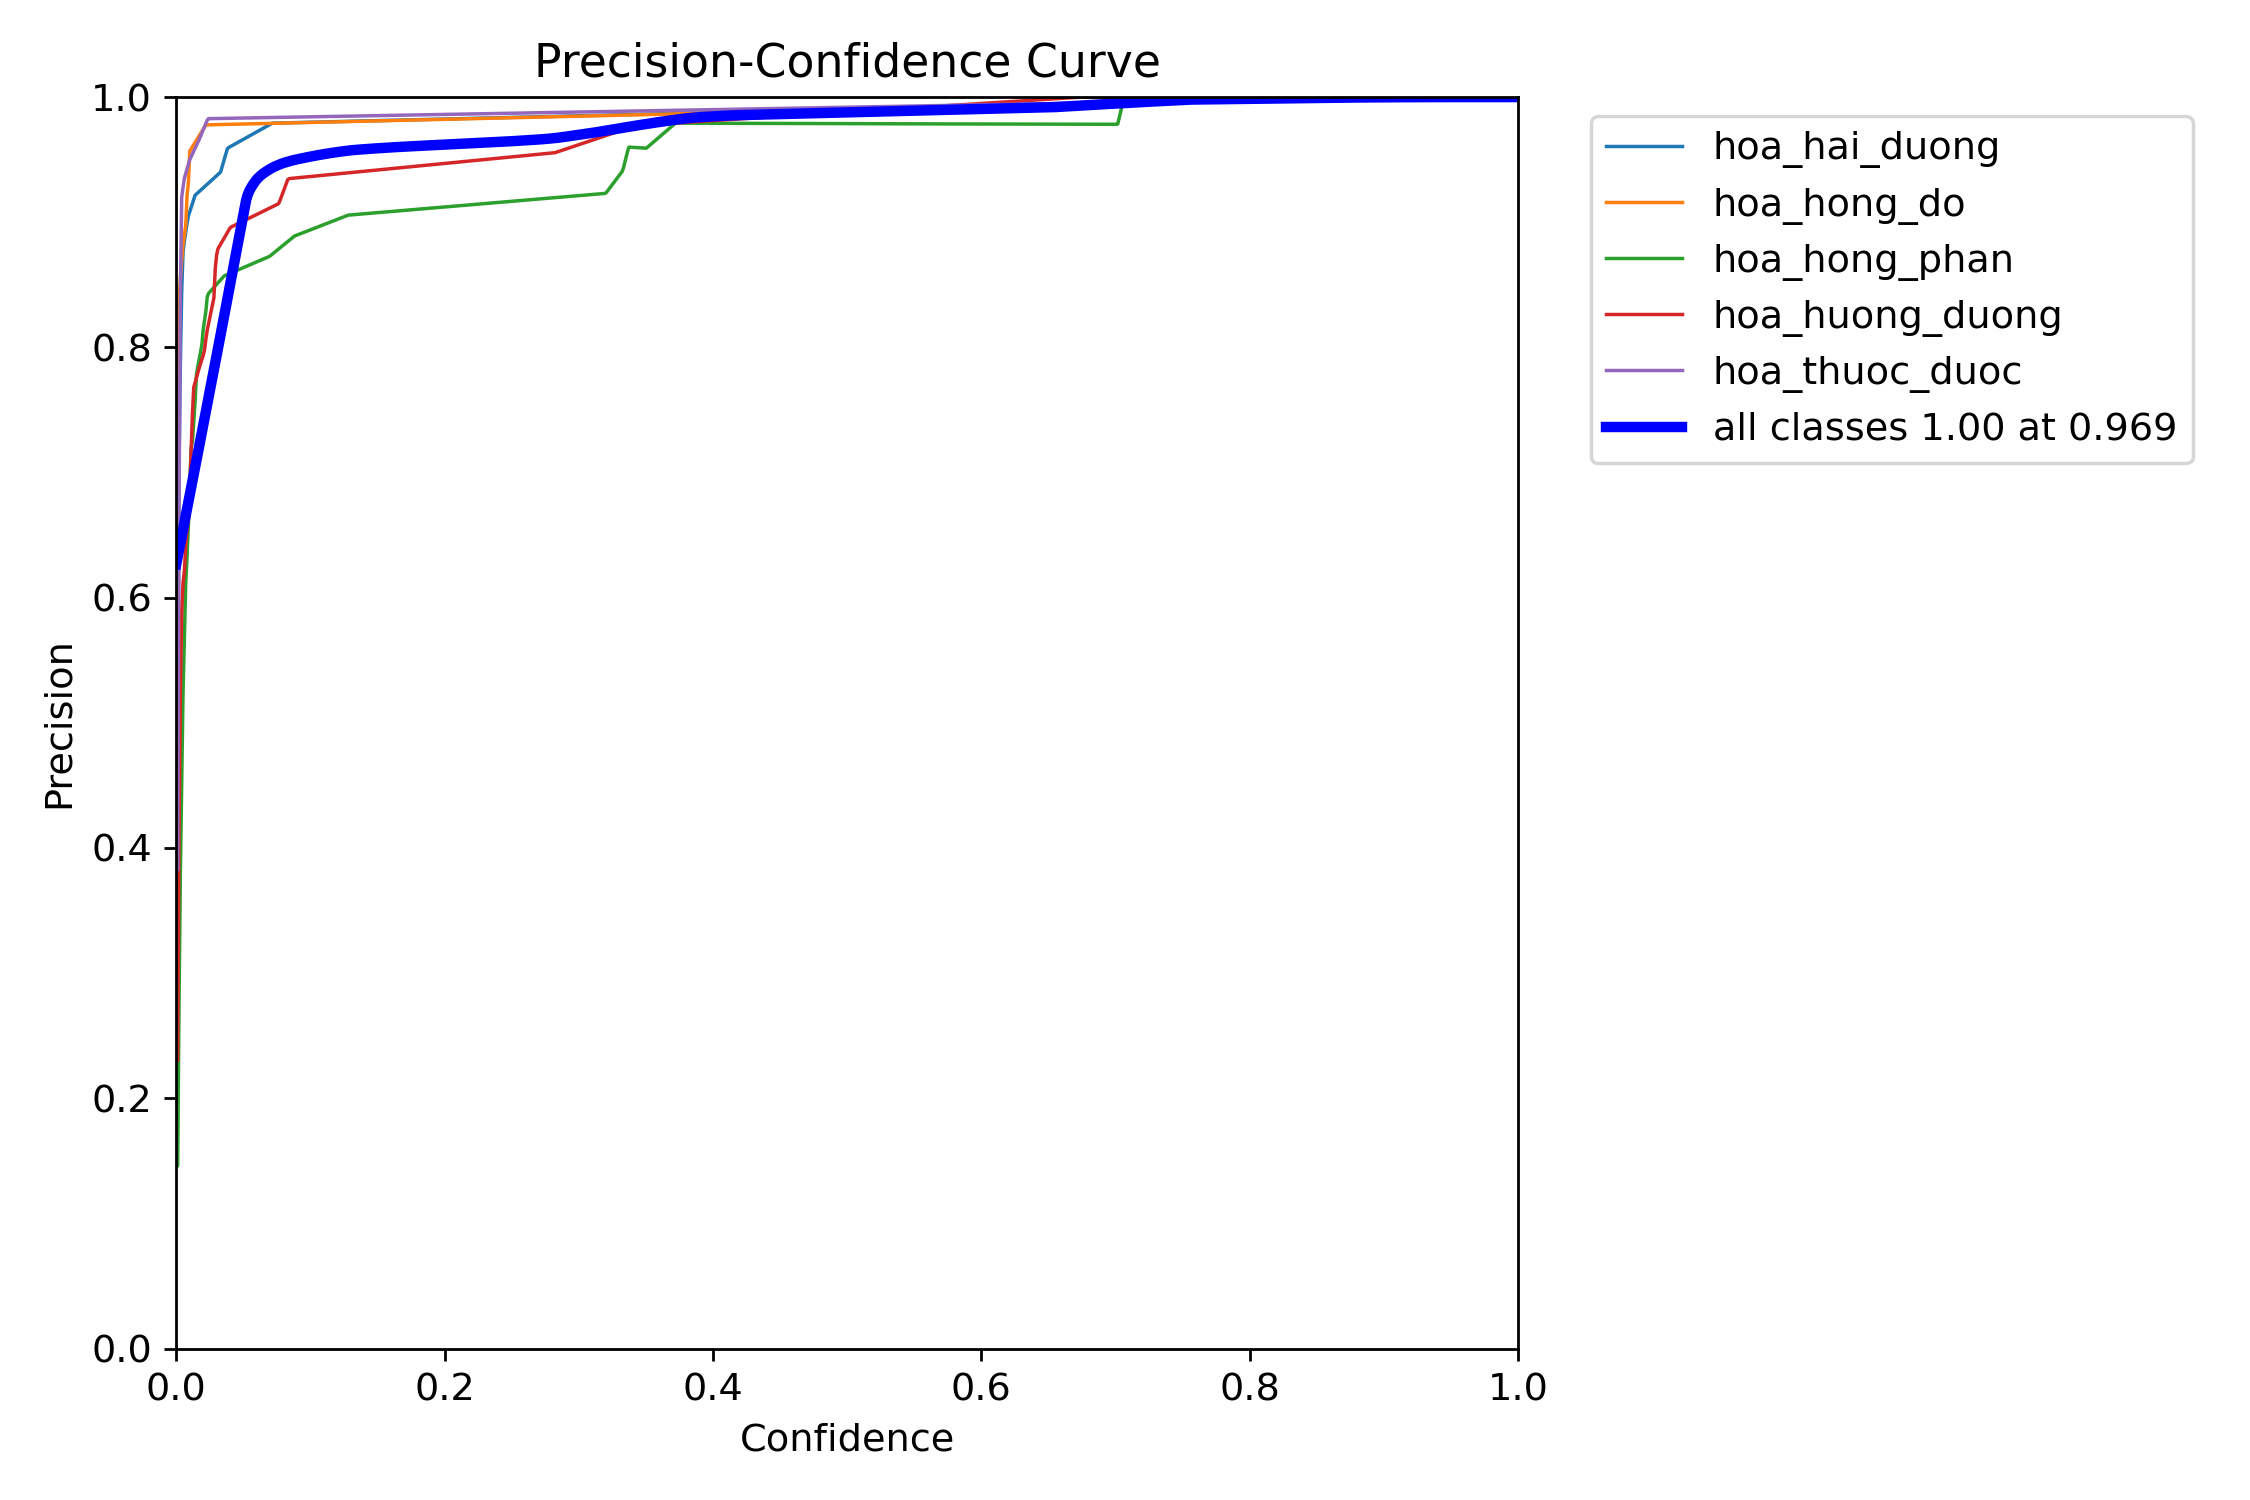 Precision-Confidence Curve
1.0
0.8
0.6
0.4
0.2
0.0
Precision
0.0 0.2 0.4 0.6 0.8 1.0
Confidence
hoa_hai_duong
hoa_hong_do
hoa_hong_phan
hoa_huong_duong
hoa_thuoc_duoc
all classes 1.00 at 0.969